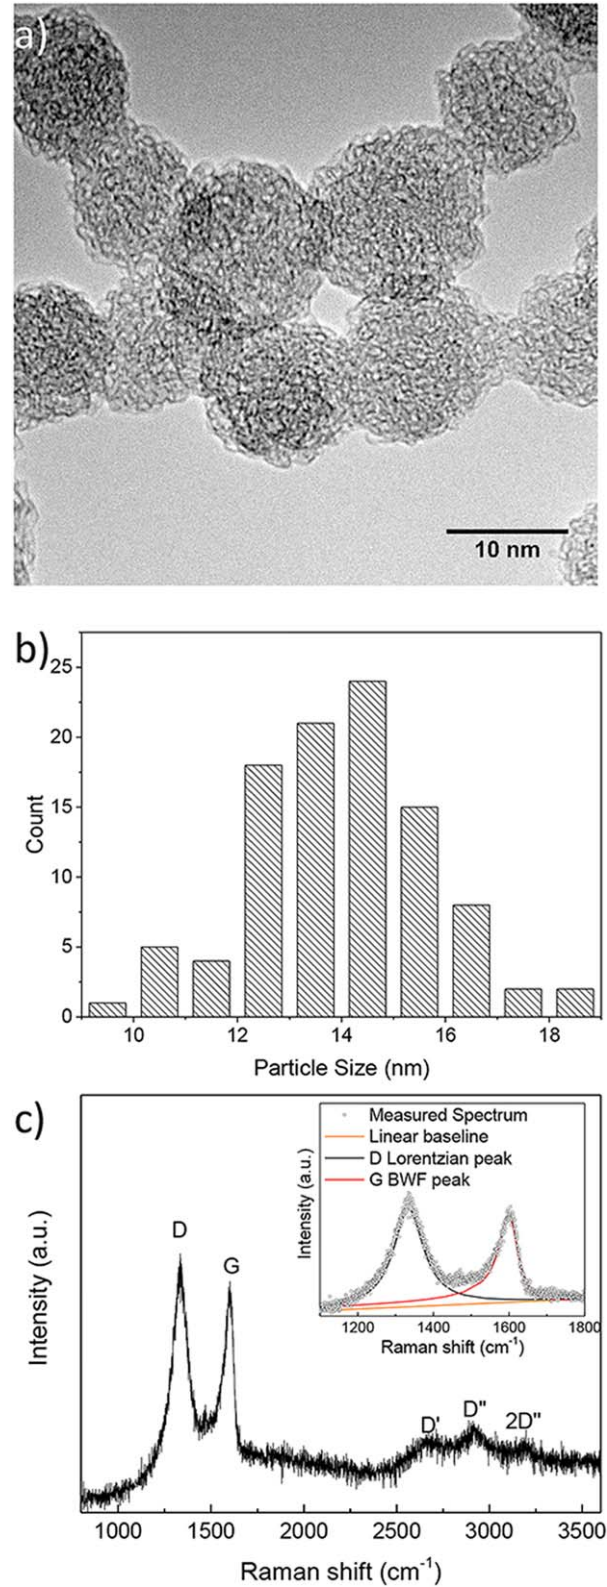 a)
10 nm
b)
25
20
15
10
5
0
Count
10 12 14 16 18
Particle Size (nm)
c)
Measured Spectrum
Linear baseline
D Lorentzian peak
G BWF peak
Intensity (a.u.)
1200 1400 1600 1800
Raman shift (cm⁻¹)
D
G
D'
D"
2D"
Intensity (a.u.)
1000 1500 2000 2500 3000 3500
Raman shift (cm⁻¹)